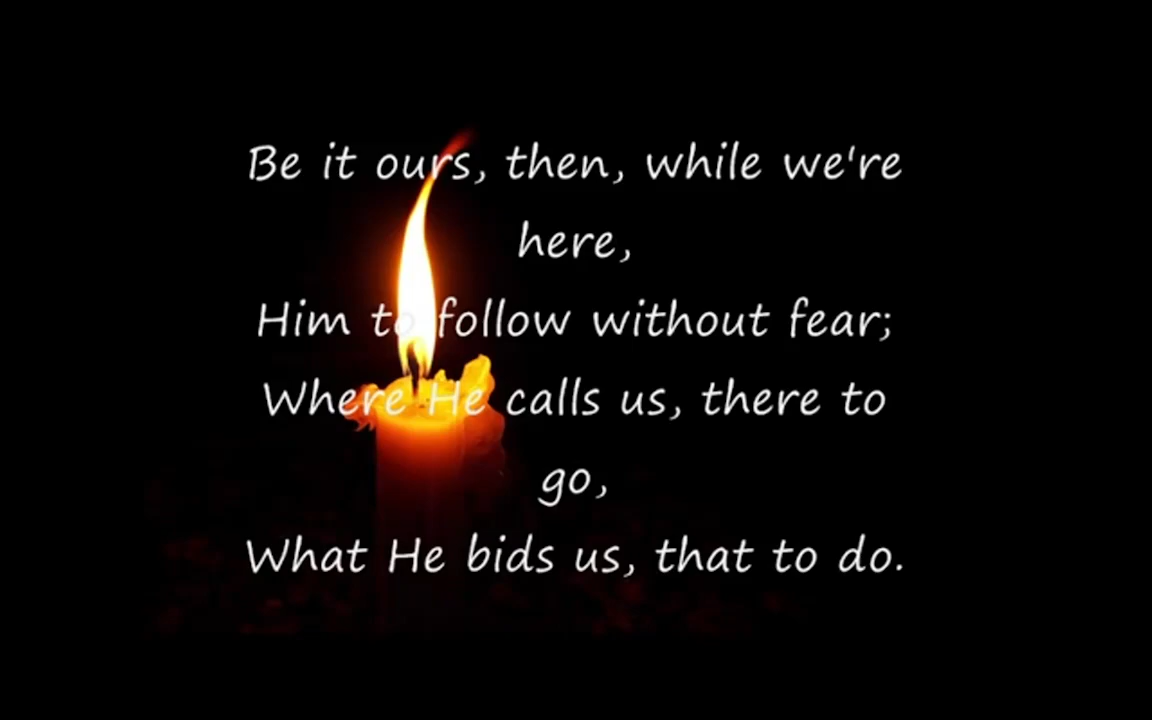 Be it ours, then, while we're
here,
Him to follow without fear;
Where He calls us, there to
go,
What He bids us, that to do.